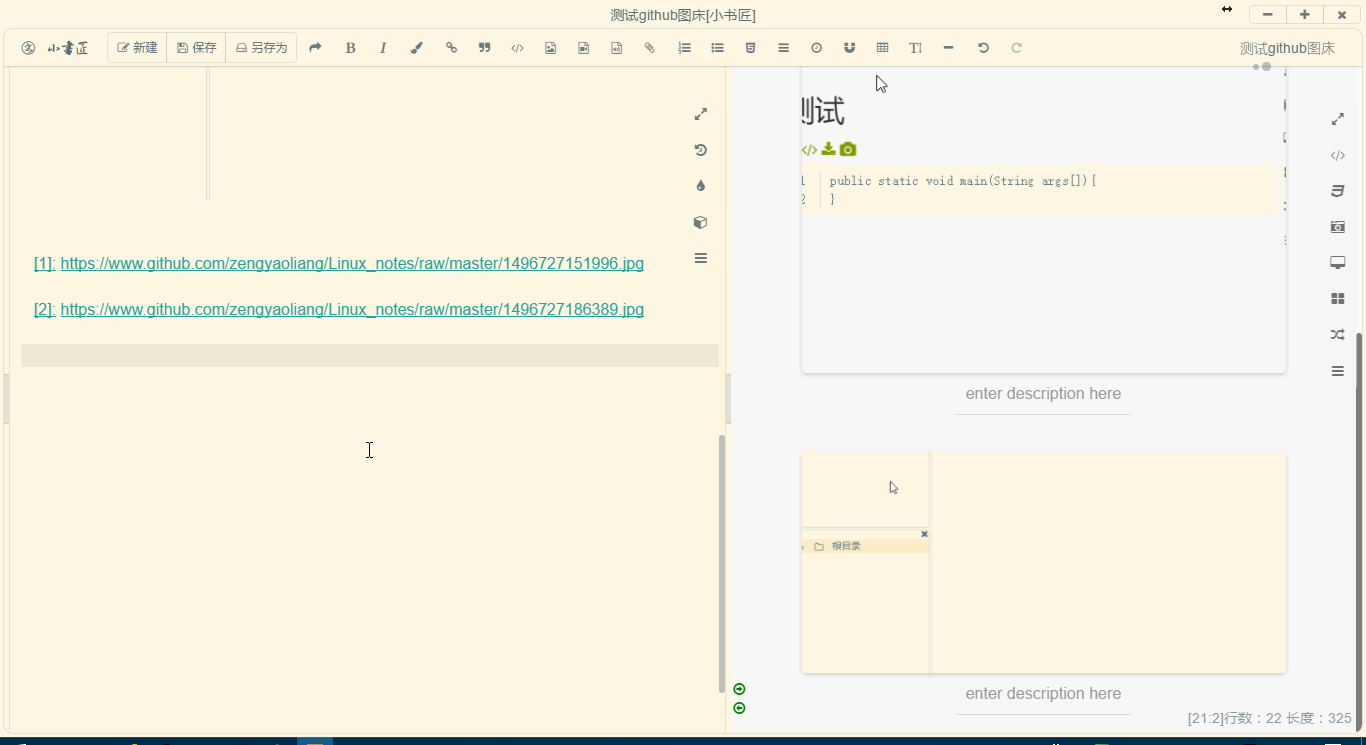 测试github图床[小书匠]
小书匠 新建 保存 另存为 B I TI 测试github图床
测试
1 public static void main(String args[]){
2 }
[1]: https://www.github.com/zengyaoliang/Linux_notes/raw/master/1496727151996.jpg
[2]: https://www.github.com/zengyaoliang/Linux_notes/raw/master/1496727186389.jpg
enter description here
根目录
enter description here
[21:2]行数：22 长度：325